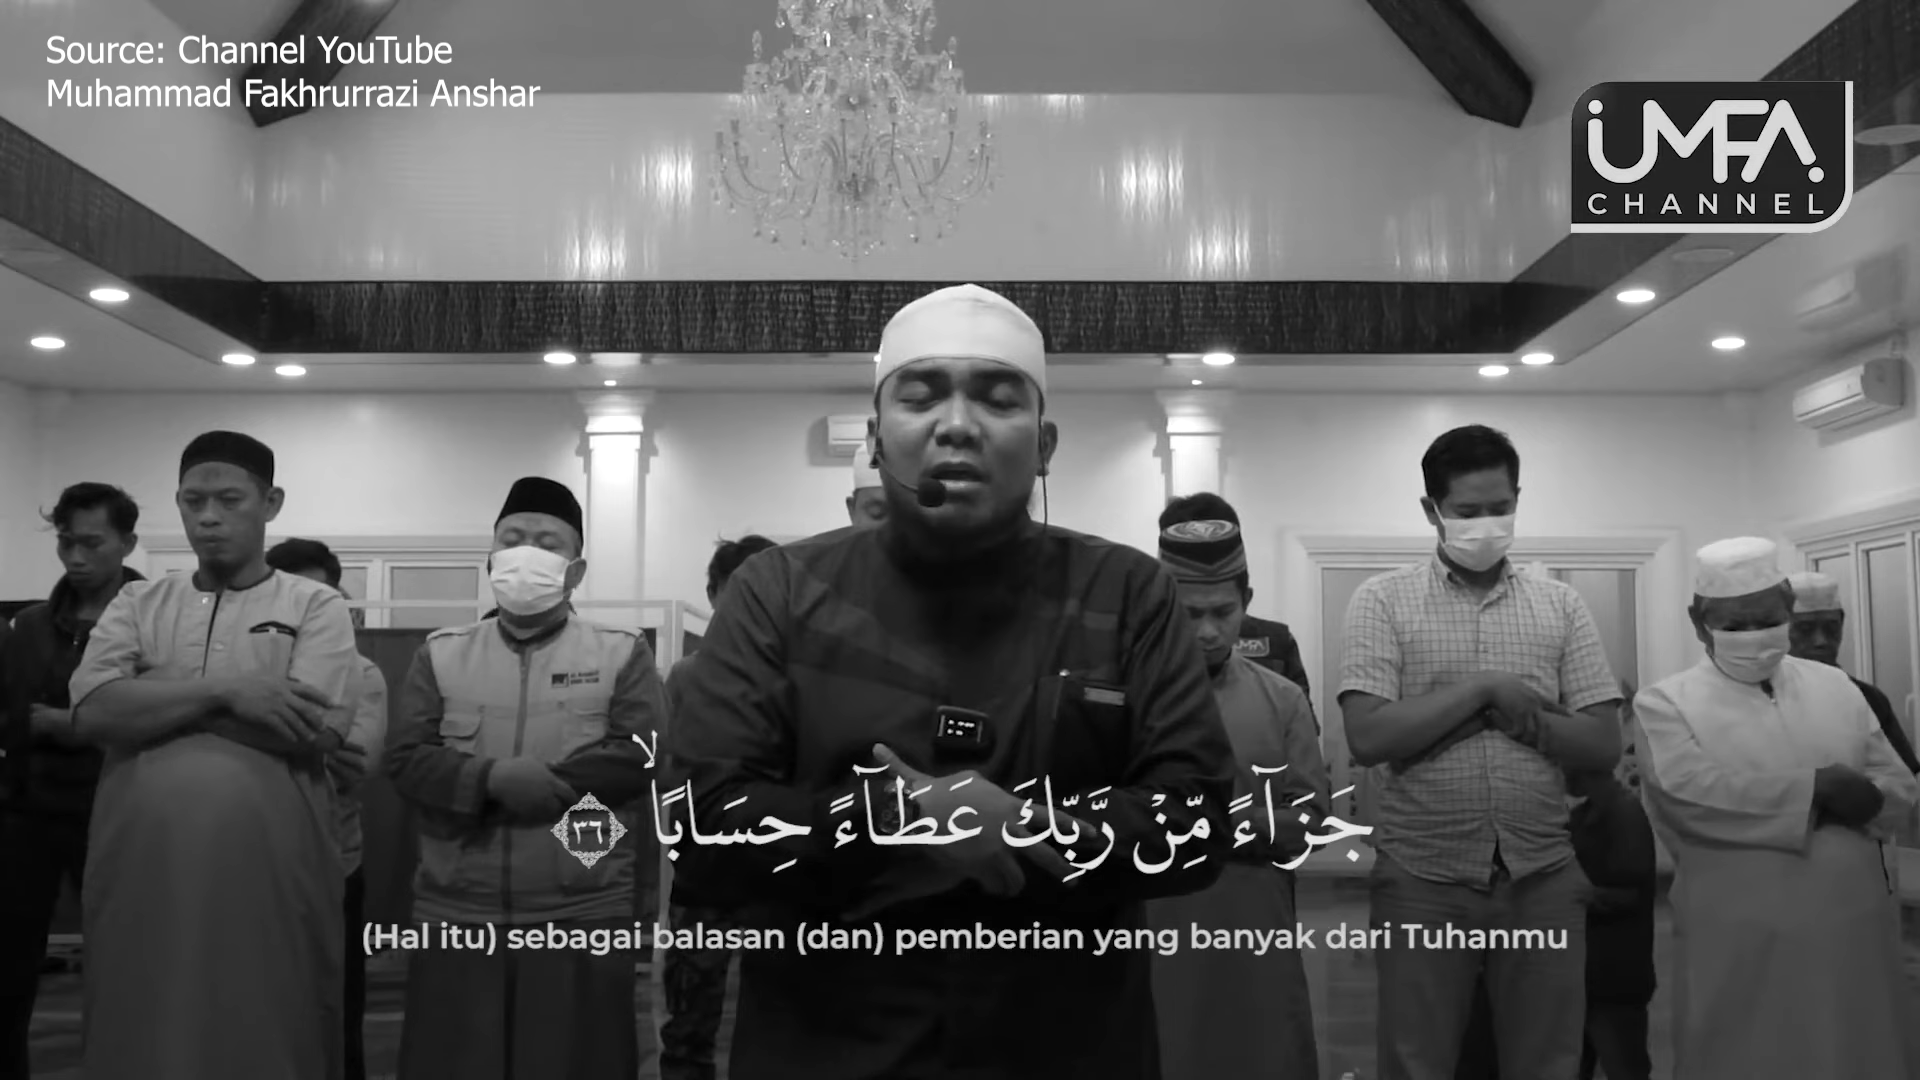 Source: Channel YouTube
Muhammad Fakhrurrazi Anshar
iUMFA
CHANNEL
جَزَآءً مِّنْ رَّبِّكَ عَطَآءً حِسَابًاۙ ٣٦
(Hal itu) sebagai balasan (dan) pemberian yang banyak dari Tuhanmu